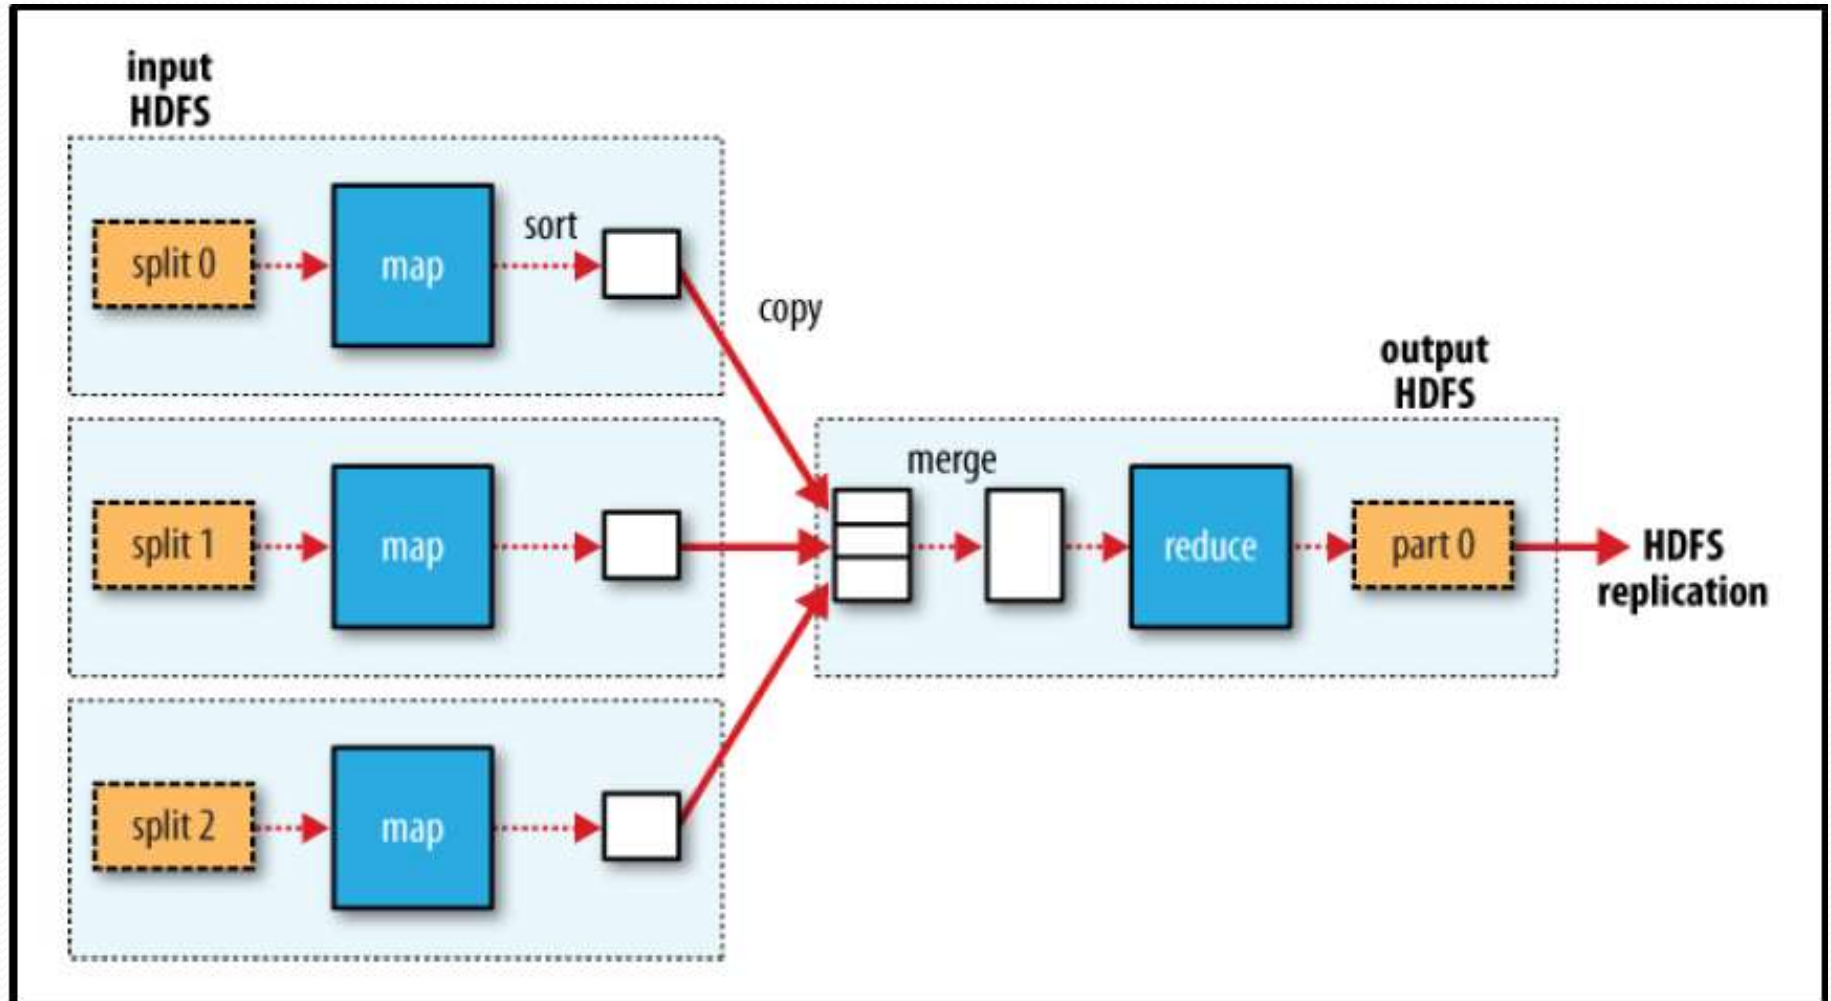 input
HDFS
split 0
map
sort
copy
split 1
map
split 2
map
merge
reduce
output
HDFS
part 0
HDFS
replication